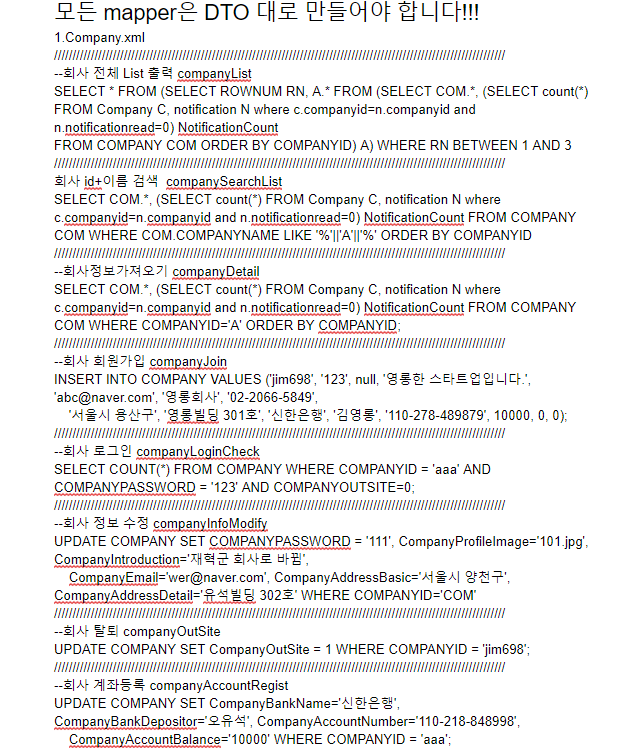 모든 mapper은 DTO 대로 만들어야 합니다!!!
1.Company.xml
////////////////////////////////////////////////////////////////////////////////////////////////////////////
--회사 전체 List 출력 companyList
SELECT * FROM (SELECT ROWNUM RN, A.* FROM (SELECT COM.*, (SELECT count(*)
FROM Company C, notification N where c.companyid=n.companyid and
n.notificationread=0) NotificationCount
FROM COMPANY COM ORDER BY COMPANYID) A) WHERE RN BETWEEN 1 AND 3
////////////////////////////////////////////////////////////////////////////////////////////////////////////
회사 id+이름 검색  companySearchList
SELECT COM.*, (SELECT count(*) FROM Company C, notification N where
c.companyid=n.companyid and n.notificationread=0) NotificationCount FROM COMPANY
COM WHERE COM.COMPANYNAME LIKE '%'||'A'||'%' ORDER BY COMPANYID
////////////////////////////////////////////////////////////////////////////////////////////////////////////
--회사정보가져오기 companyDetail
SELECT COM.*, (SELECT count(*) FROM Company C, notification N where
c.companyid=n.companyid and n.notificationread=0) NotificationCount FROM COMPANY
COM WHERE COMPANYID='A' ORDER BY COMPANYID;
////////////////////////////////////////////////////////////////////////////////////////////////////////////
--회사 회원가입 companyJoin
INSERT INTO COMPANY VALUES ('jim698', '123', null, '영롱한 스타트업입니다.',
'abc@naver.com', '영롱회사', '02-2066-5849',
'서울시 용산구', '영롱빌딩 301호', '신한은행', '김영롱', '110-278-489879', 10000, 0, 0);
////////////////////////////////////////////////////////////////////////////////////////////////////////////
--회사 로그인 companyLoginCheck
SELECT COUNT(*) FROM COMPANY WHERE COMPANYID = 'aaa' AND
COMPANYPASSWORD = '123' AND COMPANYOUTSITE=0;
////////////////////////////////////////////////////////////////////////////////////////////////////////////
--회사 정보 수정 companyInfoModify
UPDATE COMPANY SET COMPANYPASSWORD = '111', CompanyProfileImage='101.jpg',
CompanyIntroduction='재혁군 회사로 바뀜',
CompanyEmail='wer@naver.com', CompanyAddressBasic='서울시 양천구',
CompanyAddressDetail='유석빌딩 302호' WHERE COMPANYID='COM'
////////////////////////////////////////////////////////////////////////////////////////////////////////////
--회사 탈퇴 companyOutSite
UPDATE COMPANY SET CompanyOutSite = 1 WHERE COMPANYID = 'jim698';
////////////////////////////////////////////////////////////////////////////////////////////////////////////
--회사 계좌등록 companyAccountRegist
UPDATE COMPANY SET CompanyBankName='신한은행',
CompanyBankDepositor='오유석', CompanyAccountNumber='110-218-848998',
CompanyAccountBalance='10000' WHERE COMPANYID = 'aaa';